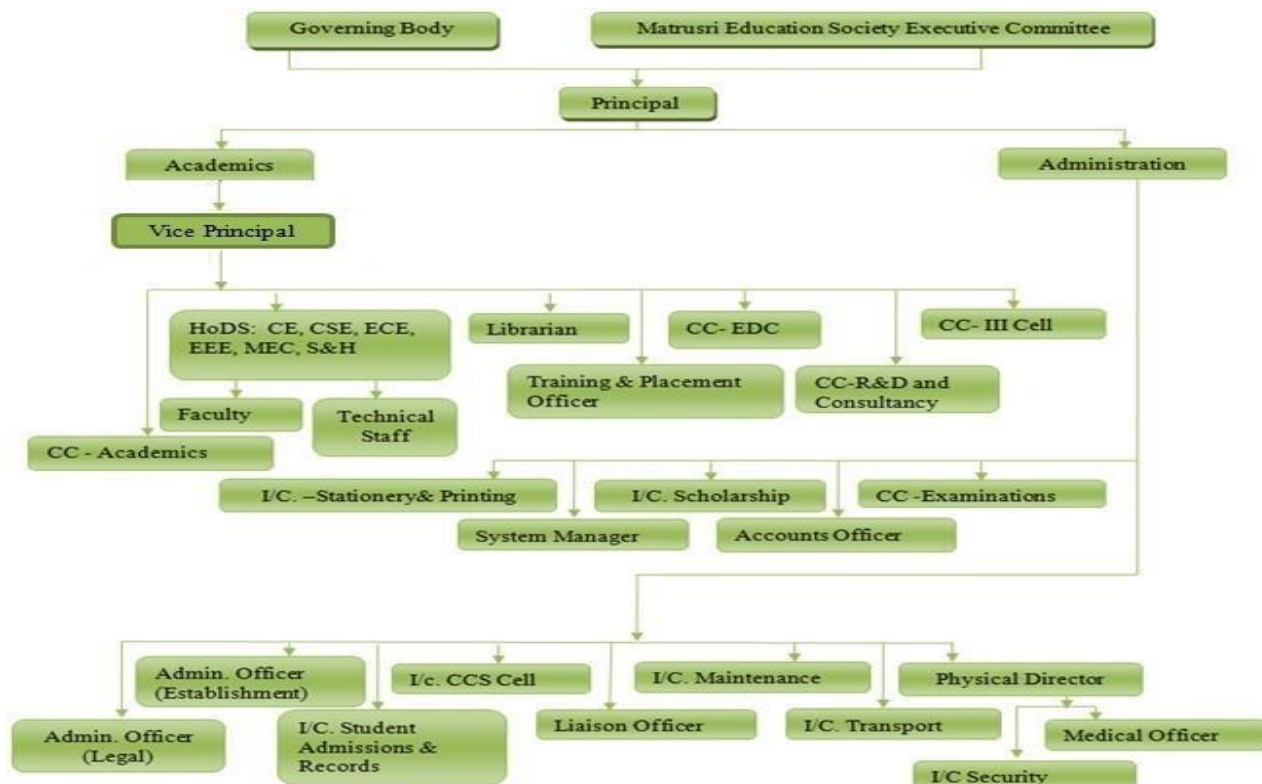 Governing Body
Matrusri Education Society Executive Committee
Principal
Academics
Administration
Vice Principal
HoDS: CE, CSE, ECE,
EEE, MEC, S&H
Librarian
CC- EDC
CC- III Cell
Training & Placement
Officer
CC-R&D and
Consultancy
Faculty
Technical
Staff
CC - Academics
I/C. –Stationery& Printing
I/C. Scholarship
CC -Examinations
System Manager
Accounts Officer
Admin. Officer
(Establishment)
I/c. CCS Cell
I/C. Maintenance
Physical Director
Admin. Officer
(Legal)
I/C. Student
Admissions &
Records
Liaison Officer
I/C. Transport
Medical Officer
I/C Security